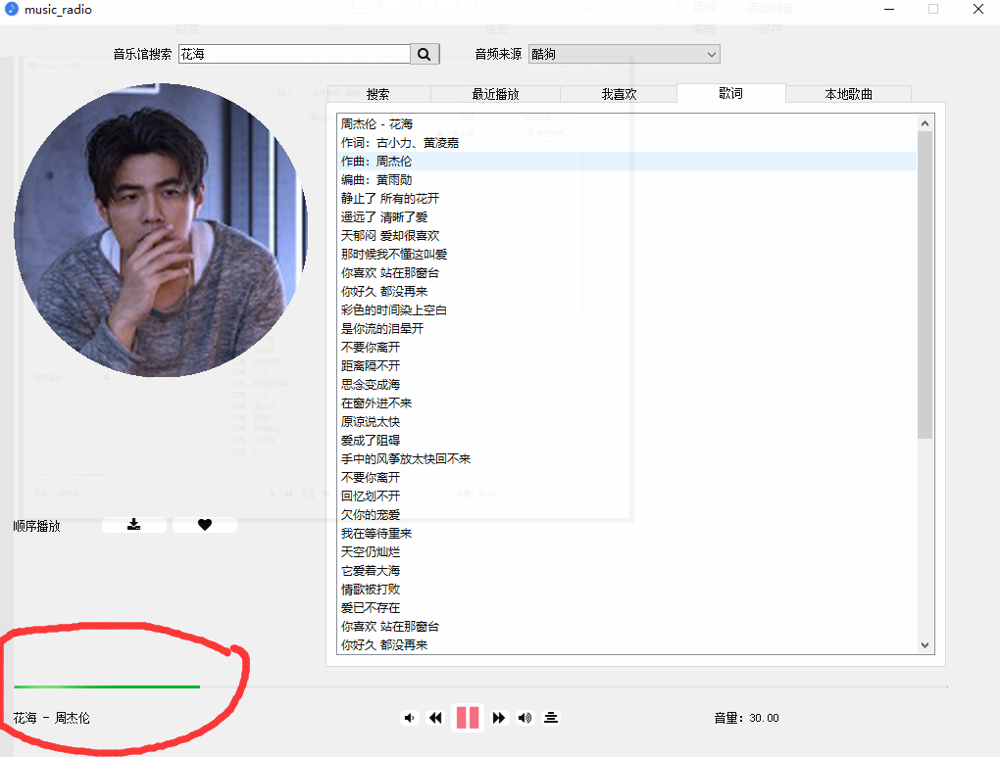 music_radio
音乐馆搜索 花海 音频来源 酷狗
搜索 最近播放 我喜欢 歌词 本地歌曲
周杰伦 - 花海
作词：古小力、黄凌嘉
作曲：周杰伦
编曲：黄雨勋
静止了 所有的花开
遥远了 清晰了爱
天郁闷 爱却很喜欢
那时候我不懂这叫爱
你喜欢 站在那窗台
你好久 都没再来
彩色的时间染上空白
是你流的泪晕开
不要你离开
距离隔不开
思念变成海
在窗外进不来
原谅说太快
爱成了阻碍
手中的风筝放太快回不来
不要你离开
回忆划不开
欠你的宠爱
我在等待重来
天空仍灿烂
它爱着大海
情歌被打败
爱已不存在
你喜欢 站在那窗台
你好久 都没再来
顺序播放
花海 - 周杰伦
音量：30.00